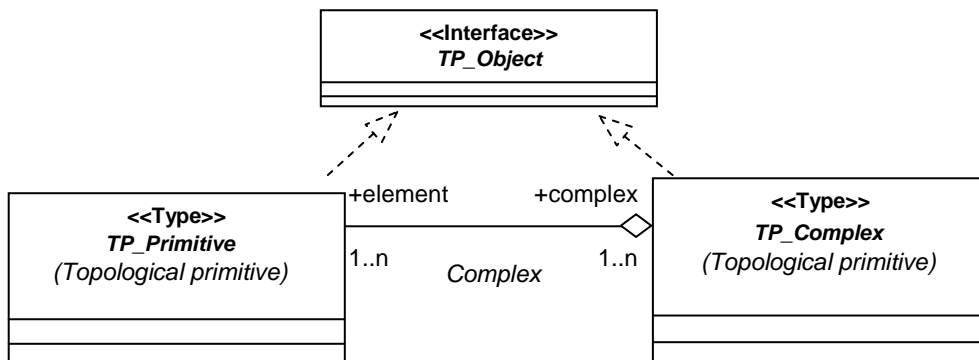 <<Interface>>
TP_Object
+element
+complex
<<Type>>
TP_Primitive
(Topological primitive)
<<Type>>
TP_Complex
(Topological primitive)
1..n
Complex
1..n